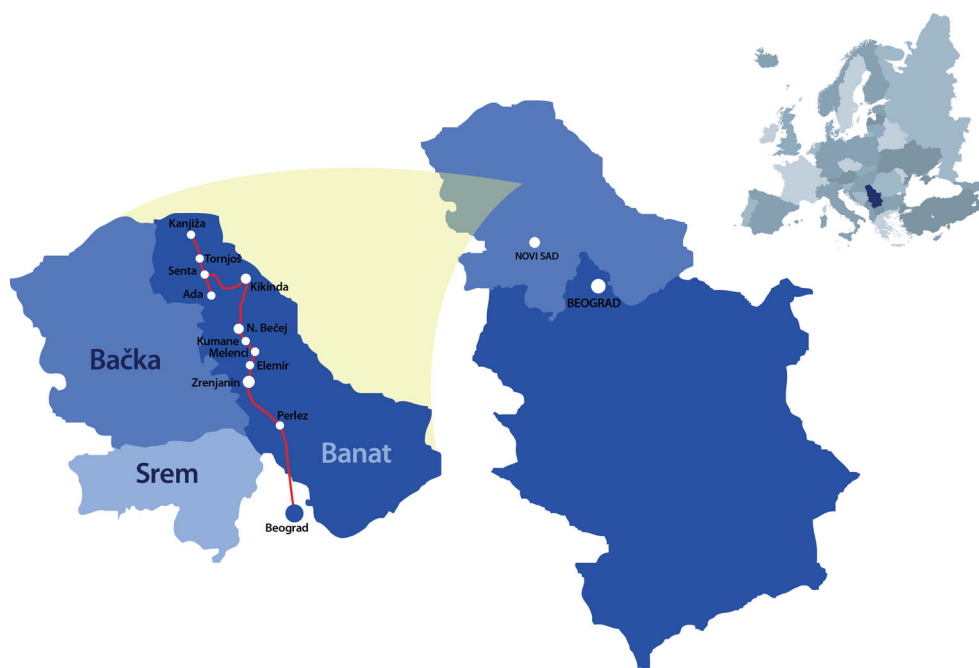 Kanjiža
Tornjoš
Senta
Kikinda
Ada
N. Bečej
Kumane
Melenci
Elemir
Zrenjanin
Perlez
Beograd
Bačka
Srem
Banat
NOVI SAD
BEOGRAD